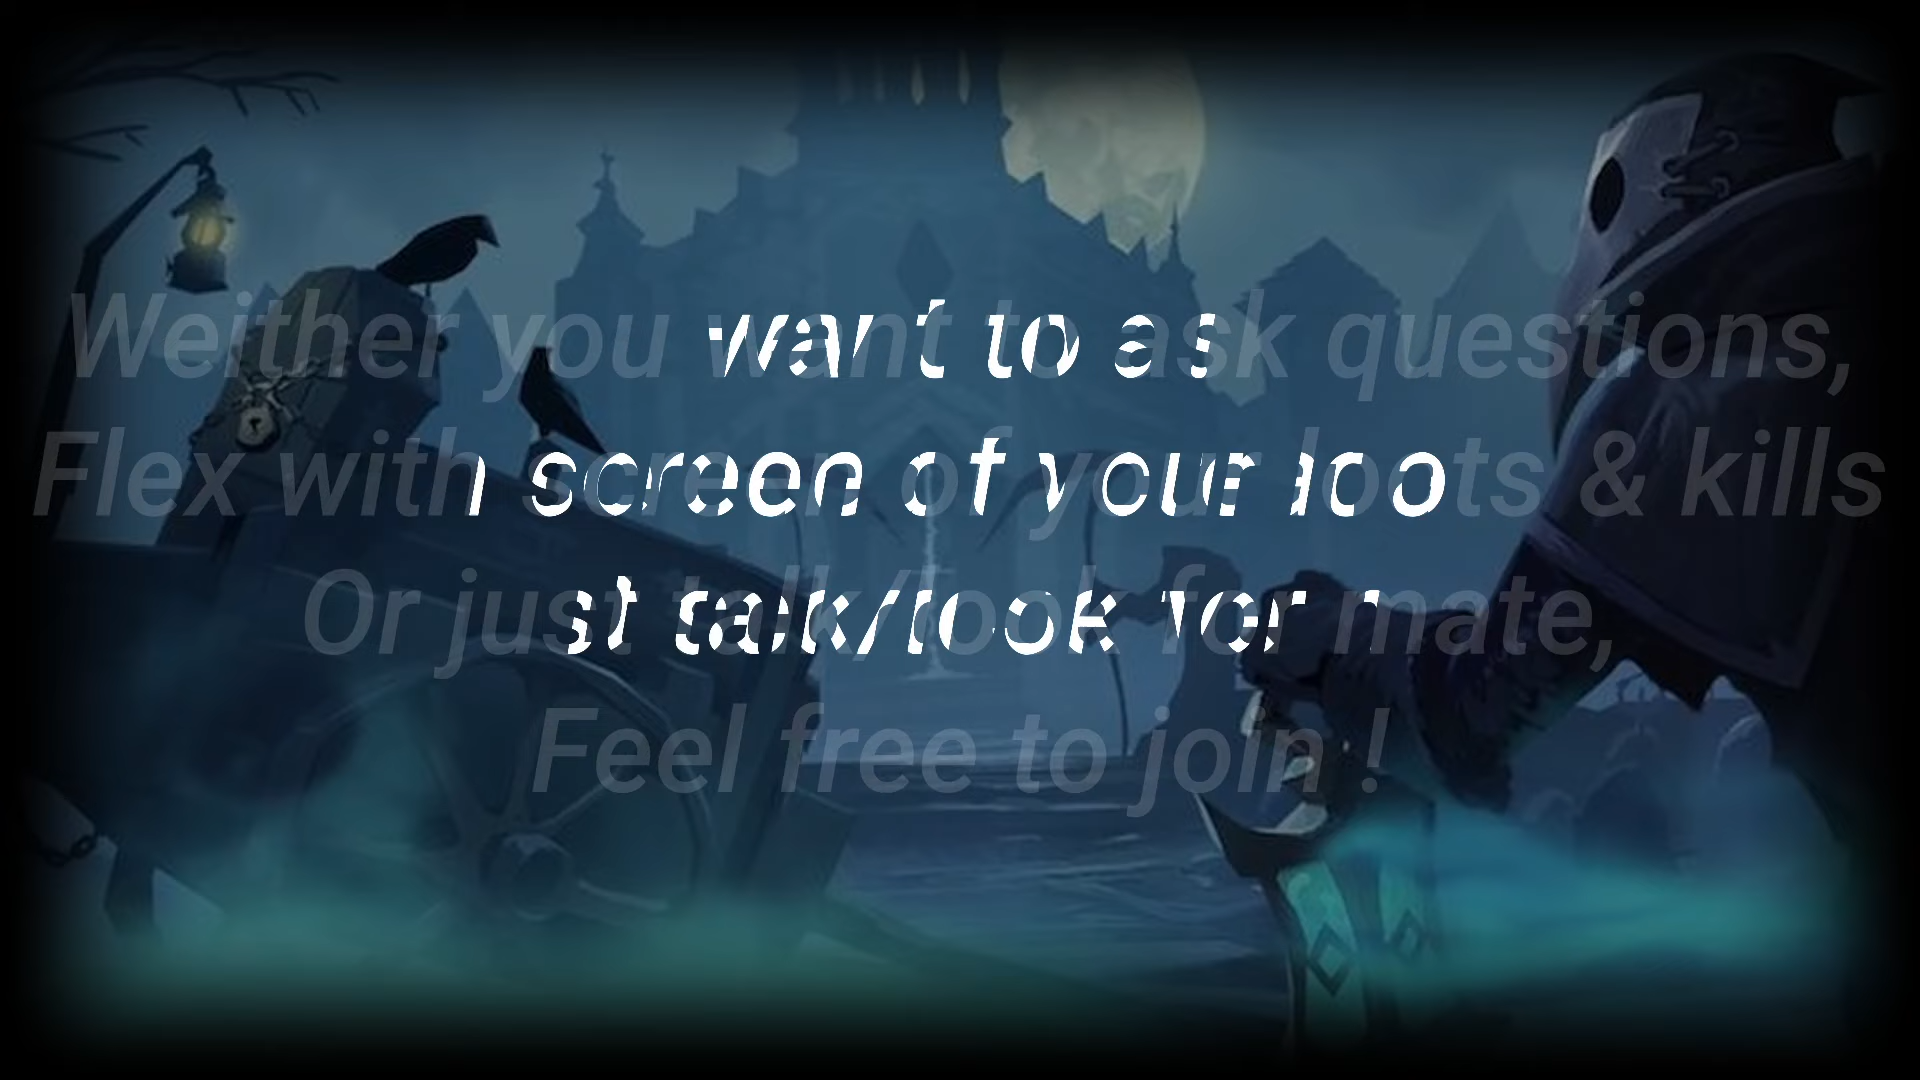 Weither you want to ask questions,
Flex with screen of your loots & kills
Or just talk/look for mate,
Feel free to join !